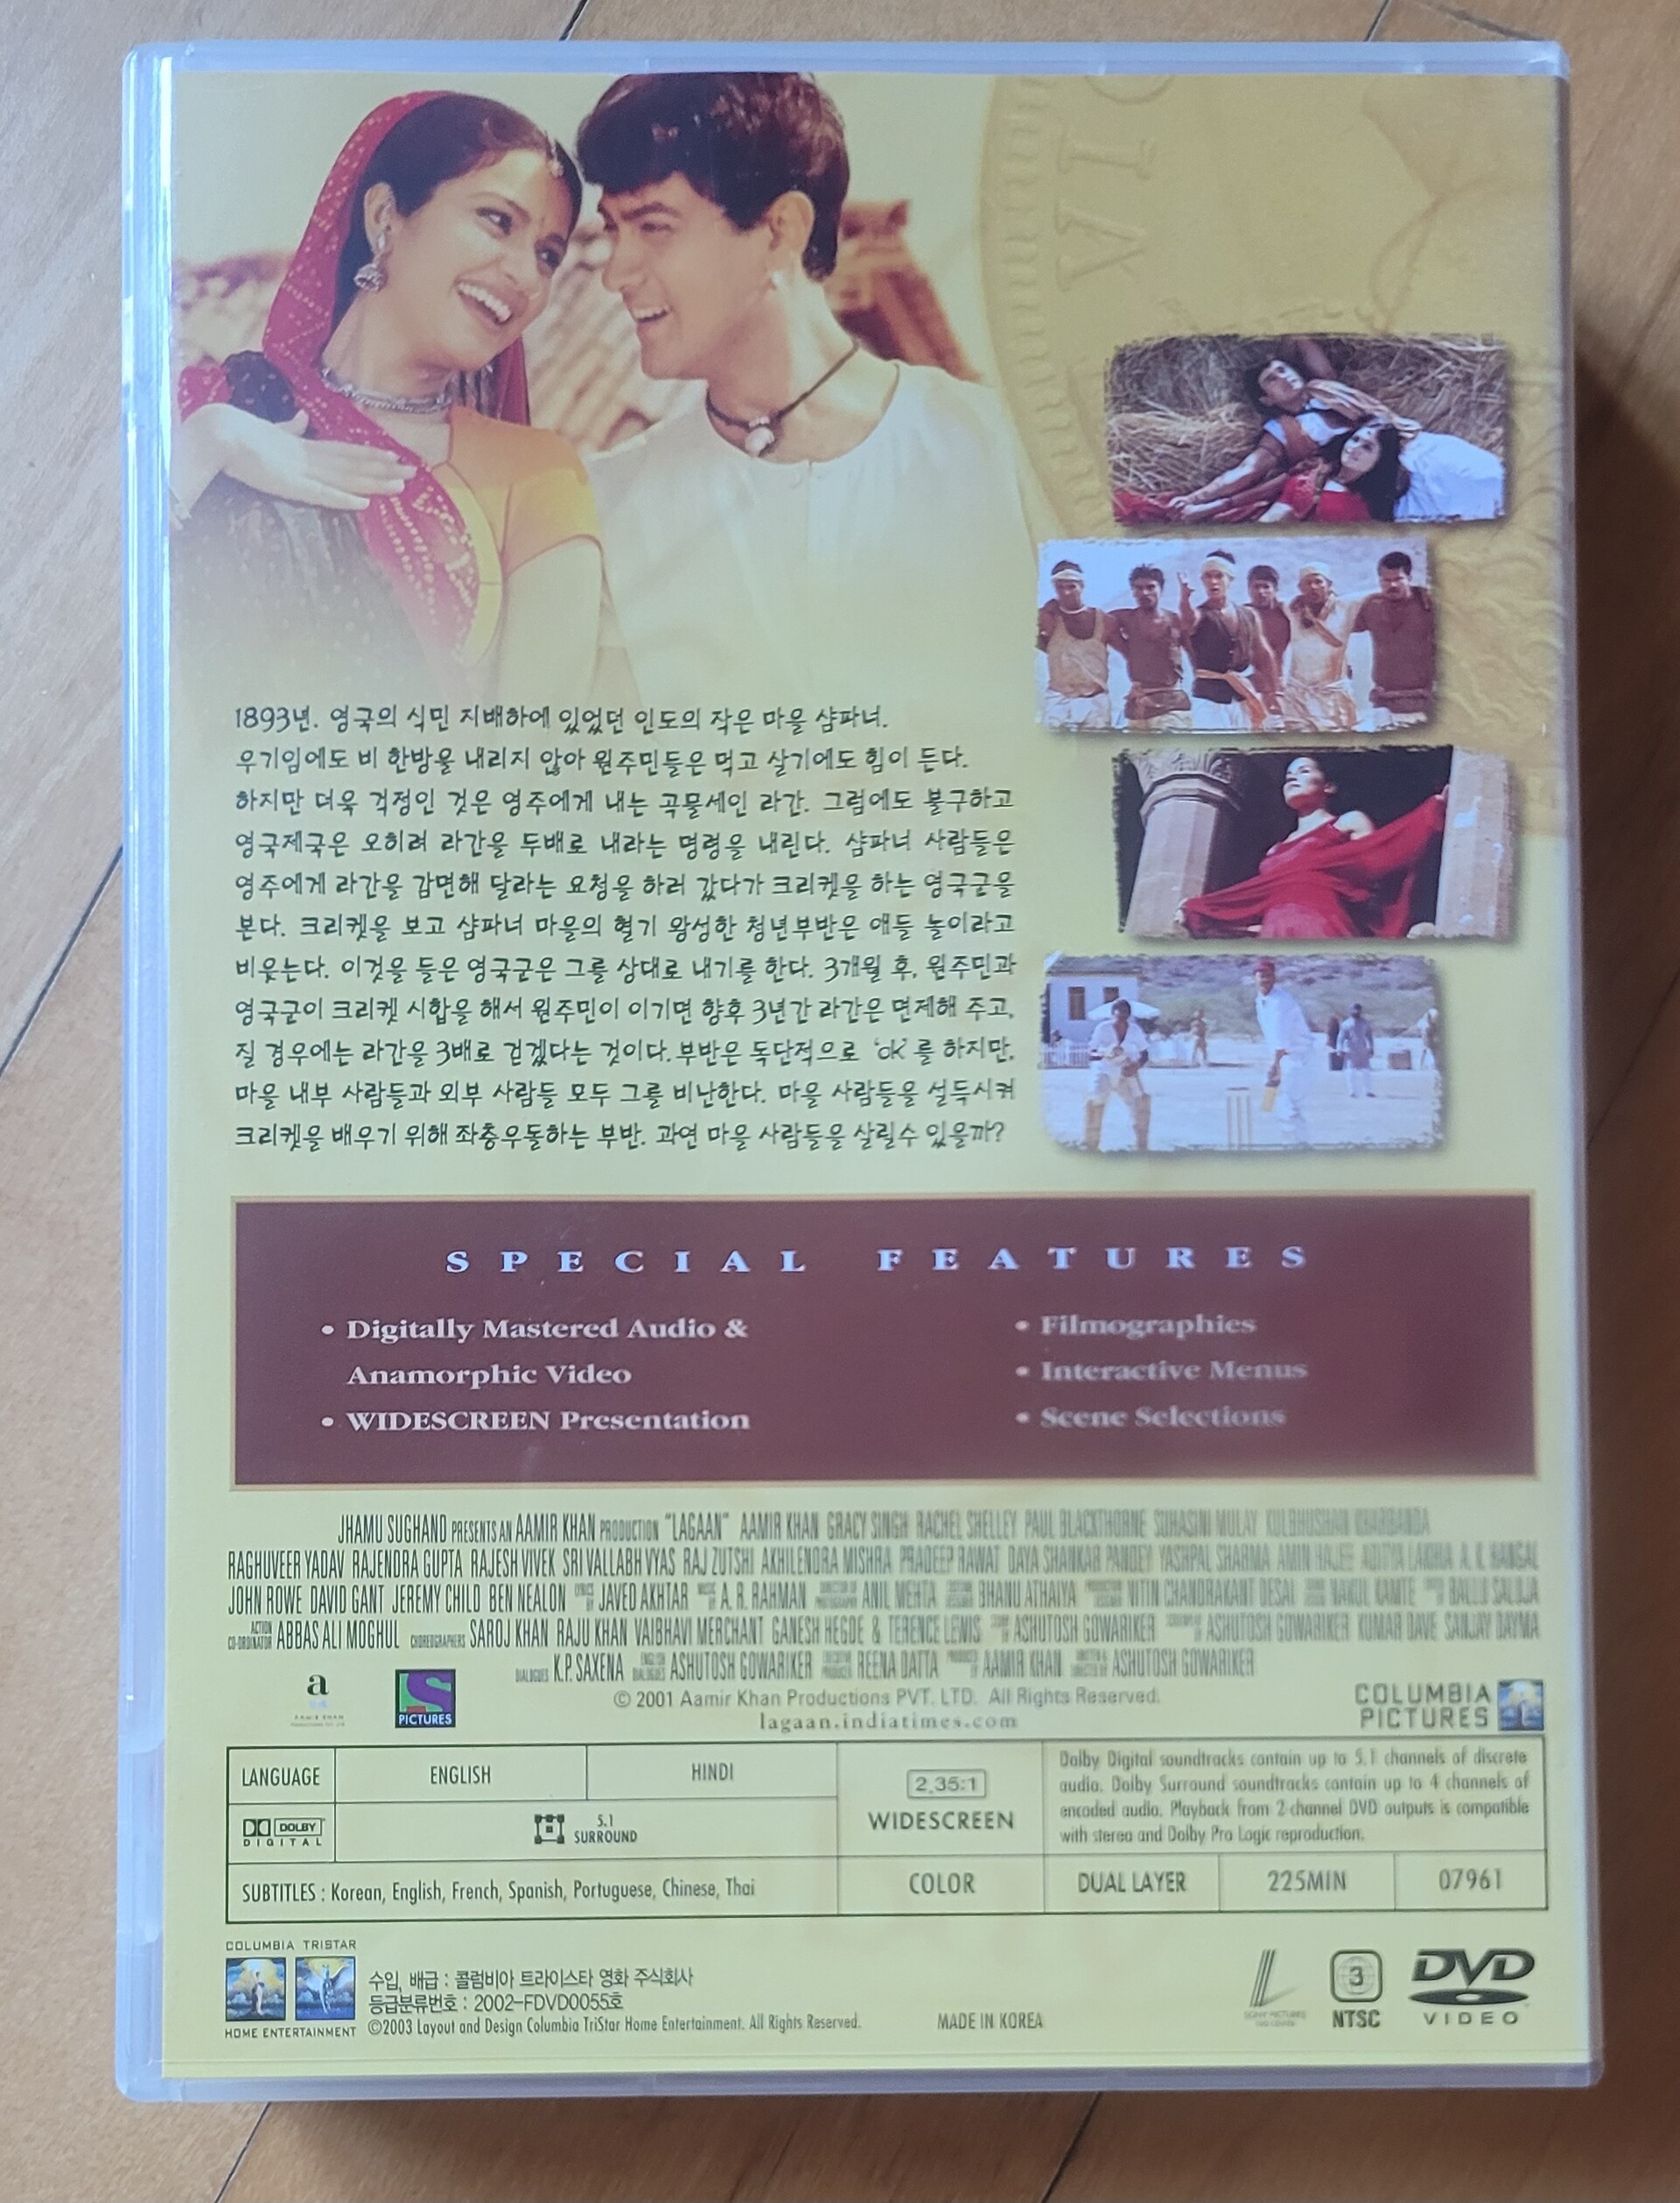 1893년. 영국의 식민 지배하에 있었던 인도의 작은 마을 샴파너.
우기임에도 비 한방울 내리지 않아 원주민들은 먹고 살기에도 힘이 든다.
하지만 더욱 걱정인 것은 영주에게 내는 곡물세인 라간. 그럼에도 불구하고
영국제국은 오히려 라간을 두배로 내라는 명령을 내린다. 샴파너 사람들은
영주에게 라간을 감면해 달라는 요청을 하러 갔다가 크리켓을 하는 영국군을
본다. 크리켓을 보고 샴파너 마을의 혈기 왕성한 청년부반은 애들 놀이라고
비웃는다. 이것을 들은 영국군은 그를 상대로 내기를 한다. 3개월 후, 원주민과
영국군이 크리켓 시합을 해서 원주민이 이기면 향후 3년간 라간은 면제해 주고,
질 경우에는 라간을 3배로 걷겠다는 것이다. 부반은 독단적으로 'ok'를 하지만,
마을 내부 사람들과 외부 사람들 모두 그를 비난한다. 마을 사람들을 설득시켜
크리켓을 배우기 위해 좌충우돌하는 부반. 과연 마을 사람들을 살릴수 있을까?
SPECIAL FEATURES
• Digitally Mastered Audio &
Anamorphic Video
• WIDESCREEN Presentation
• Filmographies
• Interactive Menus
• Scene Selections
JHAMU SUGHAND PRESENTS AN AAMIR KHAN PRODUCTION "LAGAAN" AAMIR KHAN GRACY SINGH RACHEL SHELLEY PAUL BLACKTHORNE SUHASINI MULAY KULBHUSHAN KHARBANDA
RAGHUVEER YADAV RAJENDRA GUPTA RAJESH VIVEK SRI VALLABH VYAS RAJ ZUTSHI AKHILENDRA MISHRA PRADEEP RAWAT DAYA SHANKAR PANDEY YASHPAL SHARMA AMIN HAJEE ADITYA LAKHIA A. K. HANGAL
JOHN ROWE DAVID GANT JEREMY CHILD BEN NEALON JAVED AKHTAR A. R. RAHMAN ANIL MEHTA BHANU ATHAIYA NITIN CHANDRAKANT DESAI NAKUL KAMTE BALLU SALUJA
ACTION CO-ORDINATOR ABBAS ALI MOGHUL CHOREOGRAPHERS SAROJ KHAN RAJU KHAN VAIBHAVI MERCHANT GANESH HEGDE & TERENCE LEWIS ASHUTOSH GOWARIKER ASHUTOSH GOWARIKER KUMAR DAVE SANJAY DAYMA
DIALOGUES K.P. SAXENA ENGLISH DIALOGUES ASHUTOSH GOWARIKER REENA DATTA AAMIR KHAN ASHUTOSH GOWARIKER
a
AAMIR KHAN
S
PICTURES
© 2001 Aamir Khan Productions PVT. LTD. All Rights Reserved.
lagaan.indiatimes.com
COLUMBIA
PICTURES
LANGUAGE ENGLISH HINDI
DOLBY
DIGITAL
5.1
SURROUND
SUBTITLES : Korean, English, French, Spanish, Portuguese, Chinese, Thai
2.35:1
WIDESCREEN
COLOR
Dolby Digital soundtracks contain up to 5.1 channels of discrete
audio. Dolby Surround soundtracks contain up to 4 channels of
encoded audio. Playback from 2-channel DVD outputs is compatible
with stereo and Dolby Pro Logic reproduction.
DUAL LAYER 225MIN 07961
COLUMBIA TRISTAR
HOME ENTERTAINMENT
수입, 배급 : 콜럼비아 트라이스타 영화 주식회사
등급분류번호 : 2002-FDVD0055호
©2003 Layout and Design Columbia TriStar Home Entertainment. All Rights Reserved.
MADE IN KOREA
3
NTSC
DVD
VIDEO